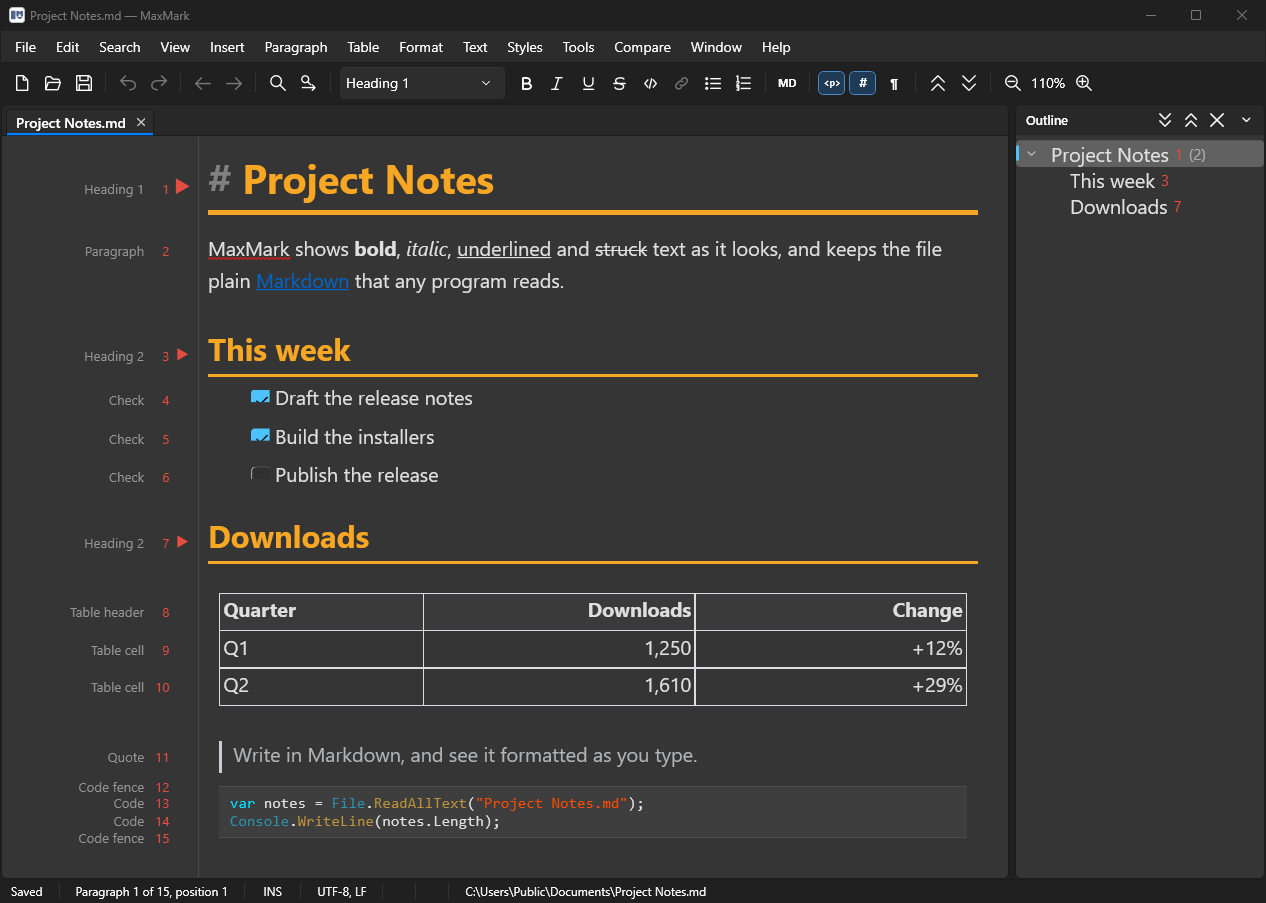 Project Notes.md — MaxMark
File Edit Search View Insert Paragraph Table Format Text Styles Tools Compare Window Help
Heading 1 B I U S </> MD <p> # ¶ 110%
Project Notes.md
Outline
Project Notes 1 (2)
This week 3
Downloads 7
Heading 1 1 # Project Notes
Paragraph 2 MaxMark shows bold, italic, underlined and struck text as it looks, and keeps the file
plain Markdown that any program reads.
Heading 2 3 This week
Check 4 Draft the release notes
Check 5 Build the installers
Check 6 Publish the release
Heading 2 7 Downloads
Table header 8 Quarter Downloads Change
Table cell 9 Q1 1,250 +12%
Table cell 10 Q2 1,610 +29%
Quote 11 Write in Markdown, and see it formatted as you type.
Code fence 12
Code 13 var notes = File.ReadAllText("Project Notes.md");
Code 14 Console.WriteLine(notes.Length);
Code fence 15
Saved Paragraph 1 of 15, position 1 INS UTF-8, LF C:\Users\Public\Documents\Project Notes.md